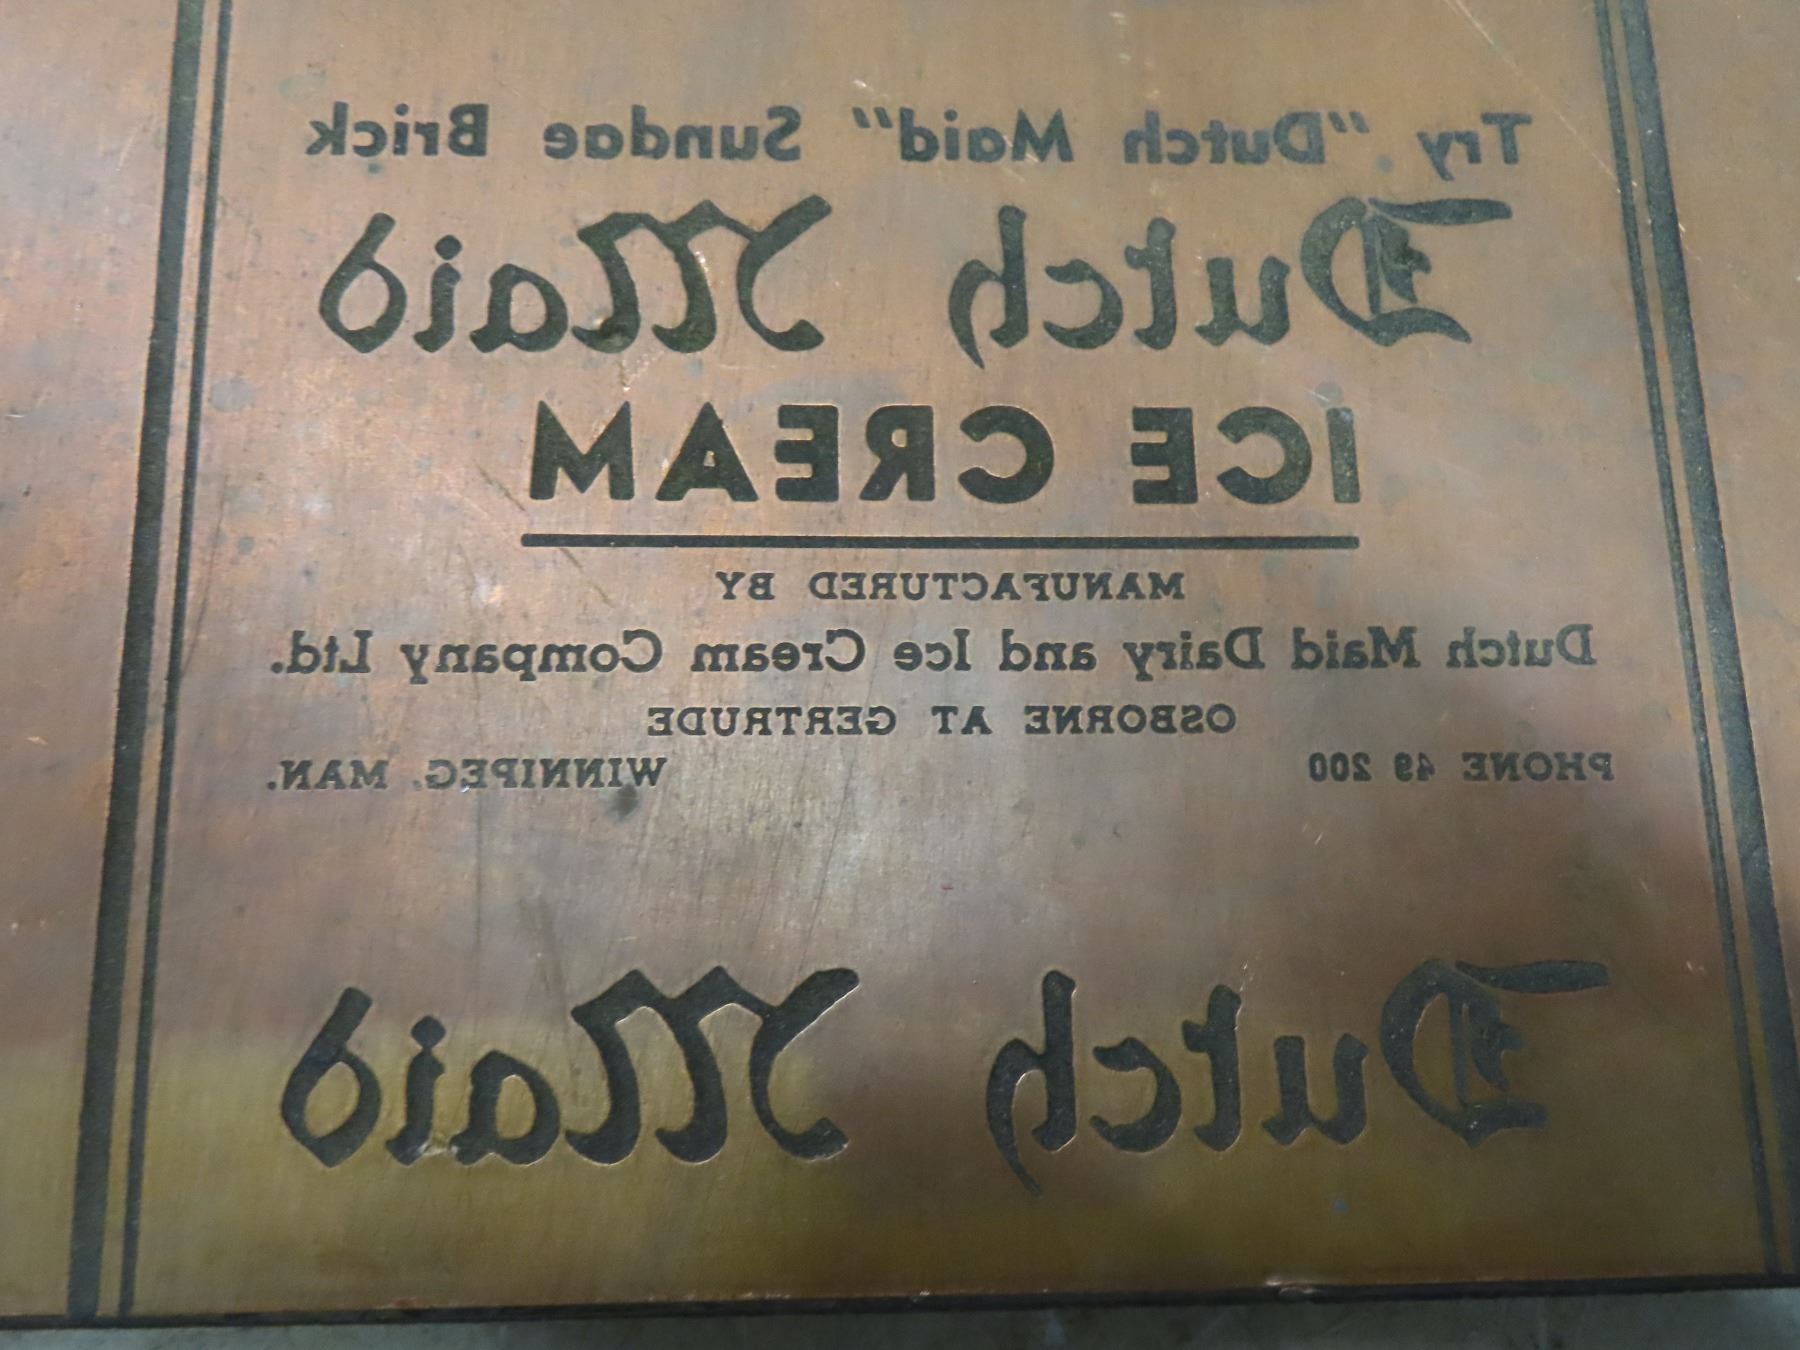 Try "Dutch Maid" Sundae Brick
Dutch Maid
ICE CREAM
MANUFACTURED BY
Dutch Maid Dairy and Ice Cream Company Ltd.
OSBORNE AT GERTRUDE
PHONE 49 200 WINNIPEG, MAN.
Dutch Maid